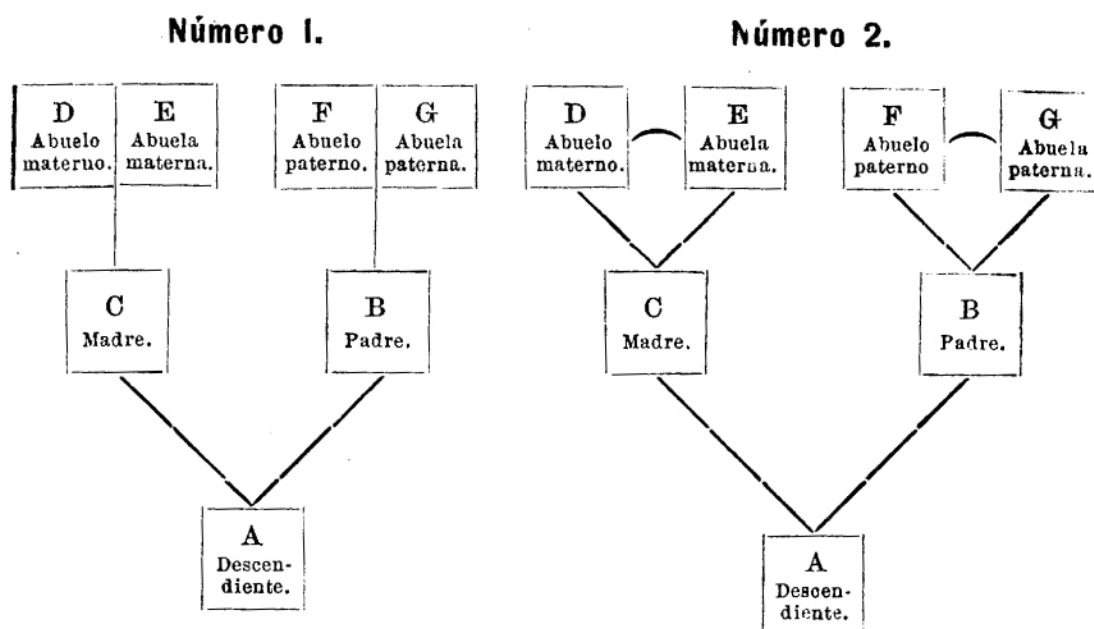 Número 1.
D
Abuelo
materuo.
E
Abuela
materna.
F
Abuelo
paterno.
G
Abuela
paterna.
C
Madre.
B
Padre.
A
Descen-
diente.
Número 2.
D
Abuelo
materno.
E
Abuela
materna.
F
Abuelo
paterno
G
Abuela
paterna.
C
Madre.
B
Padre.
A
Descen-
diente.